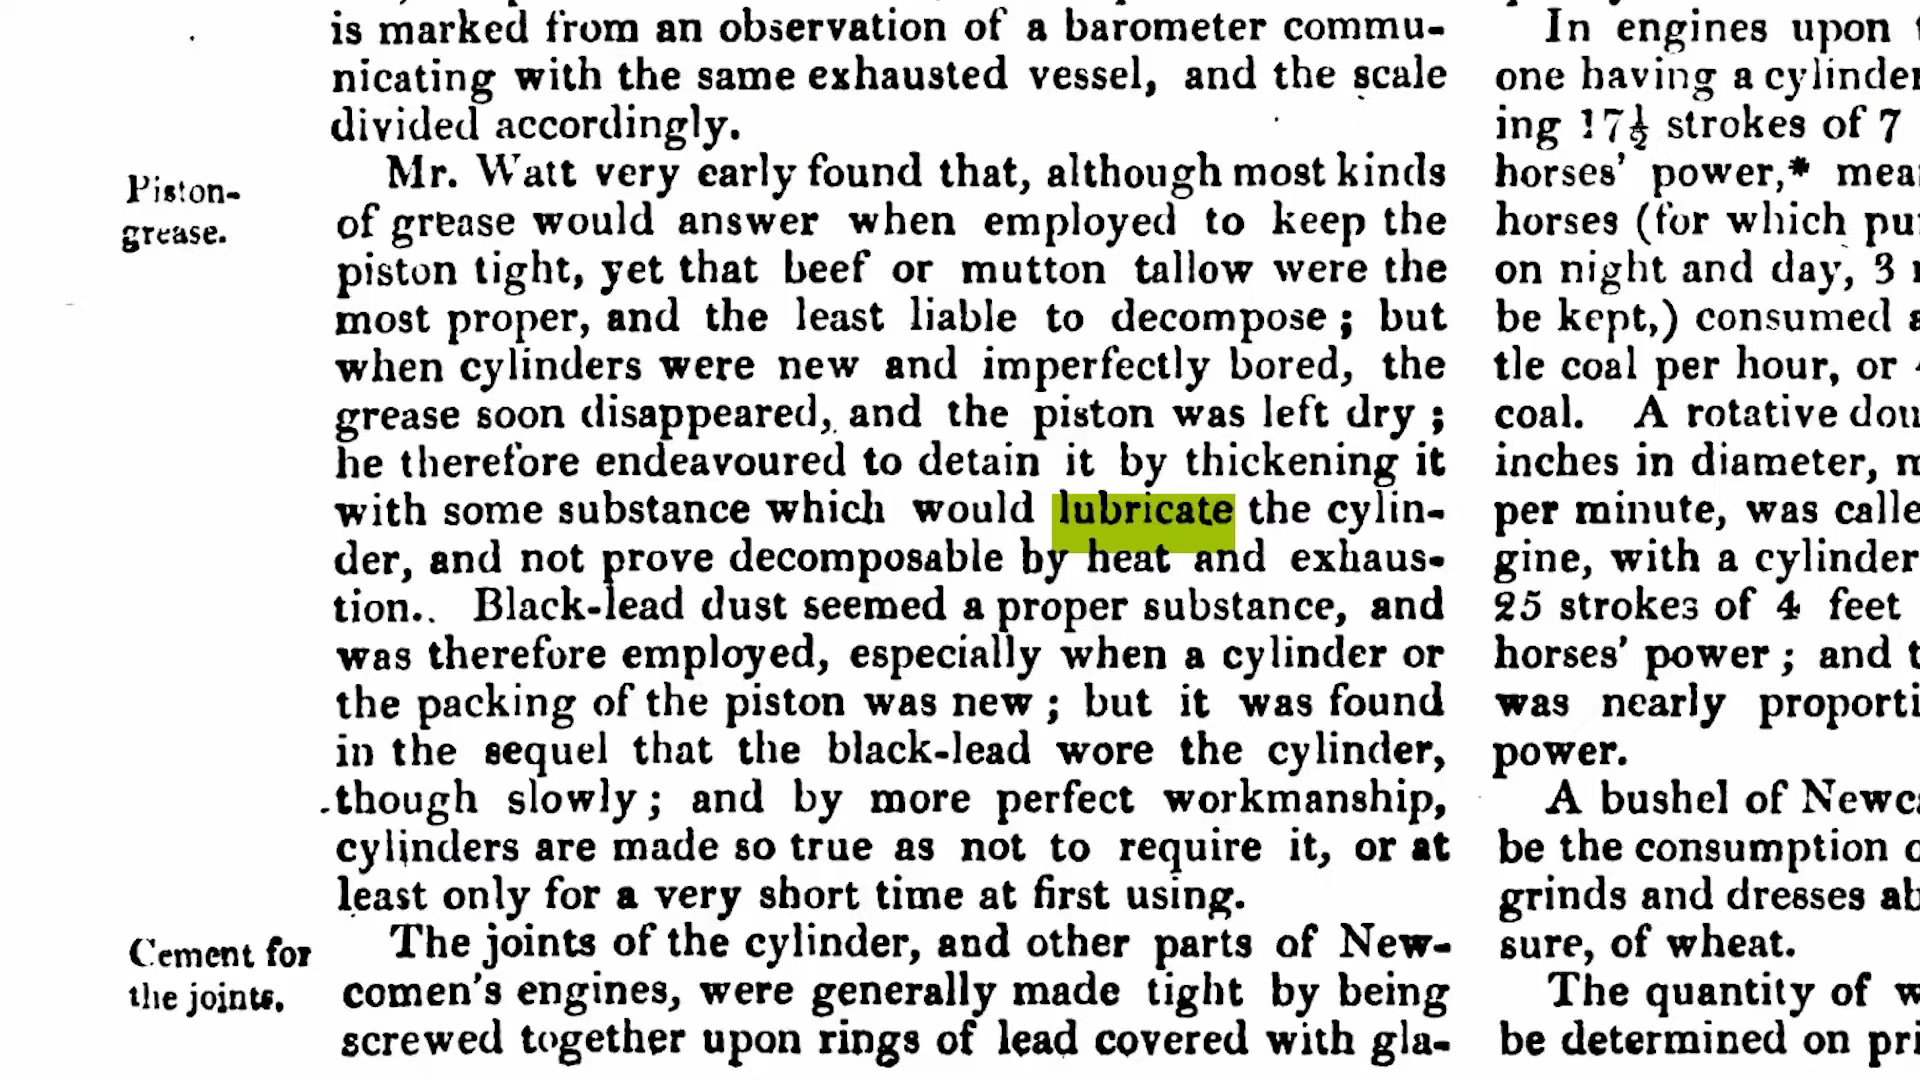 is marked from an observation of a barometer commu-
nicating with the same exhausted vessel, and the scale
divided accordingly.
Piston-
grease.
Mr. Watt very early found that, although most kinds
of grease would answer when employed to keep the
piston tight, yet that beef or mutton tallow were the
most proper, and the least liable to decompose; but
when cylinders were new and imperfectly bored, the
grease soon disappeared, and the piston was left dry;
he therefore endeavoured to detain it by thickening it
with some substance which would lubricate the cylin-
der, and not prove decomposable by heat and exhaus-
tion. Black-lead dust seemed a proper substance, and
was therefore employed, especially when a cylinder or
the packing of the piston was new; but it was found
in the sequel that the black-lead wore the cylinder,
though slowly; and by more perfect workmanship,
cylinders are made so true as not to require it, or at
least only for a very short time at first using.
Cement for
the joints.
The joints of the cylinder, and other parts of New-
comen's engines, were generally made tight by being
screwed together upon rings of lead covered with gla-
In engines upon
one having a cylinder
ing 17½ strokes of 7
horses' power,*
horses (for which
on night and day, 3
be kept,) consumed
tle coal per hour, or
coal. A rotative
inches in diameter,
per minute, was
gine, with a cylinder
25 strokes of 4 feet
horses' power; and
was nearly
power.
A bushel of
be the consumption
grinds and dresses
sure, of wheat.
The quantity of
be determined on